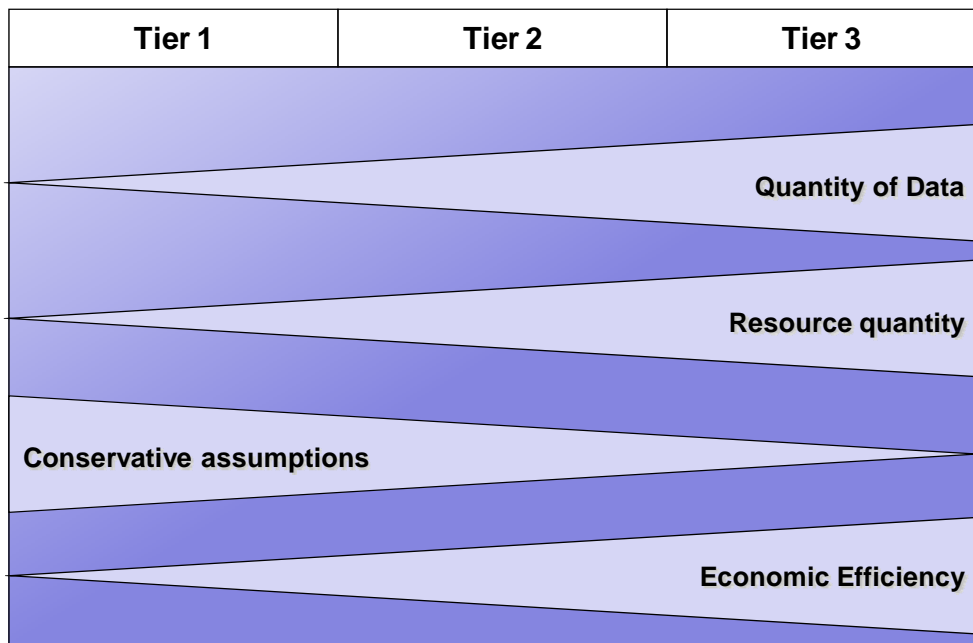 Tier 1
Tier 2
Tier 3
Quantity of Data
Resource quantity
Conservative assumptions
Economic Efficiency